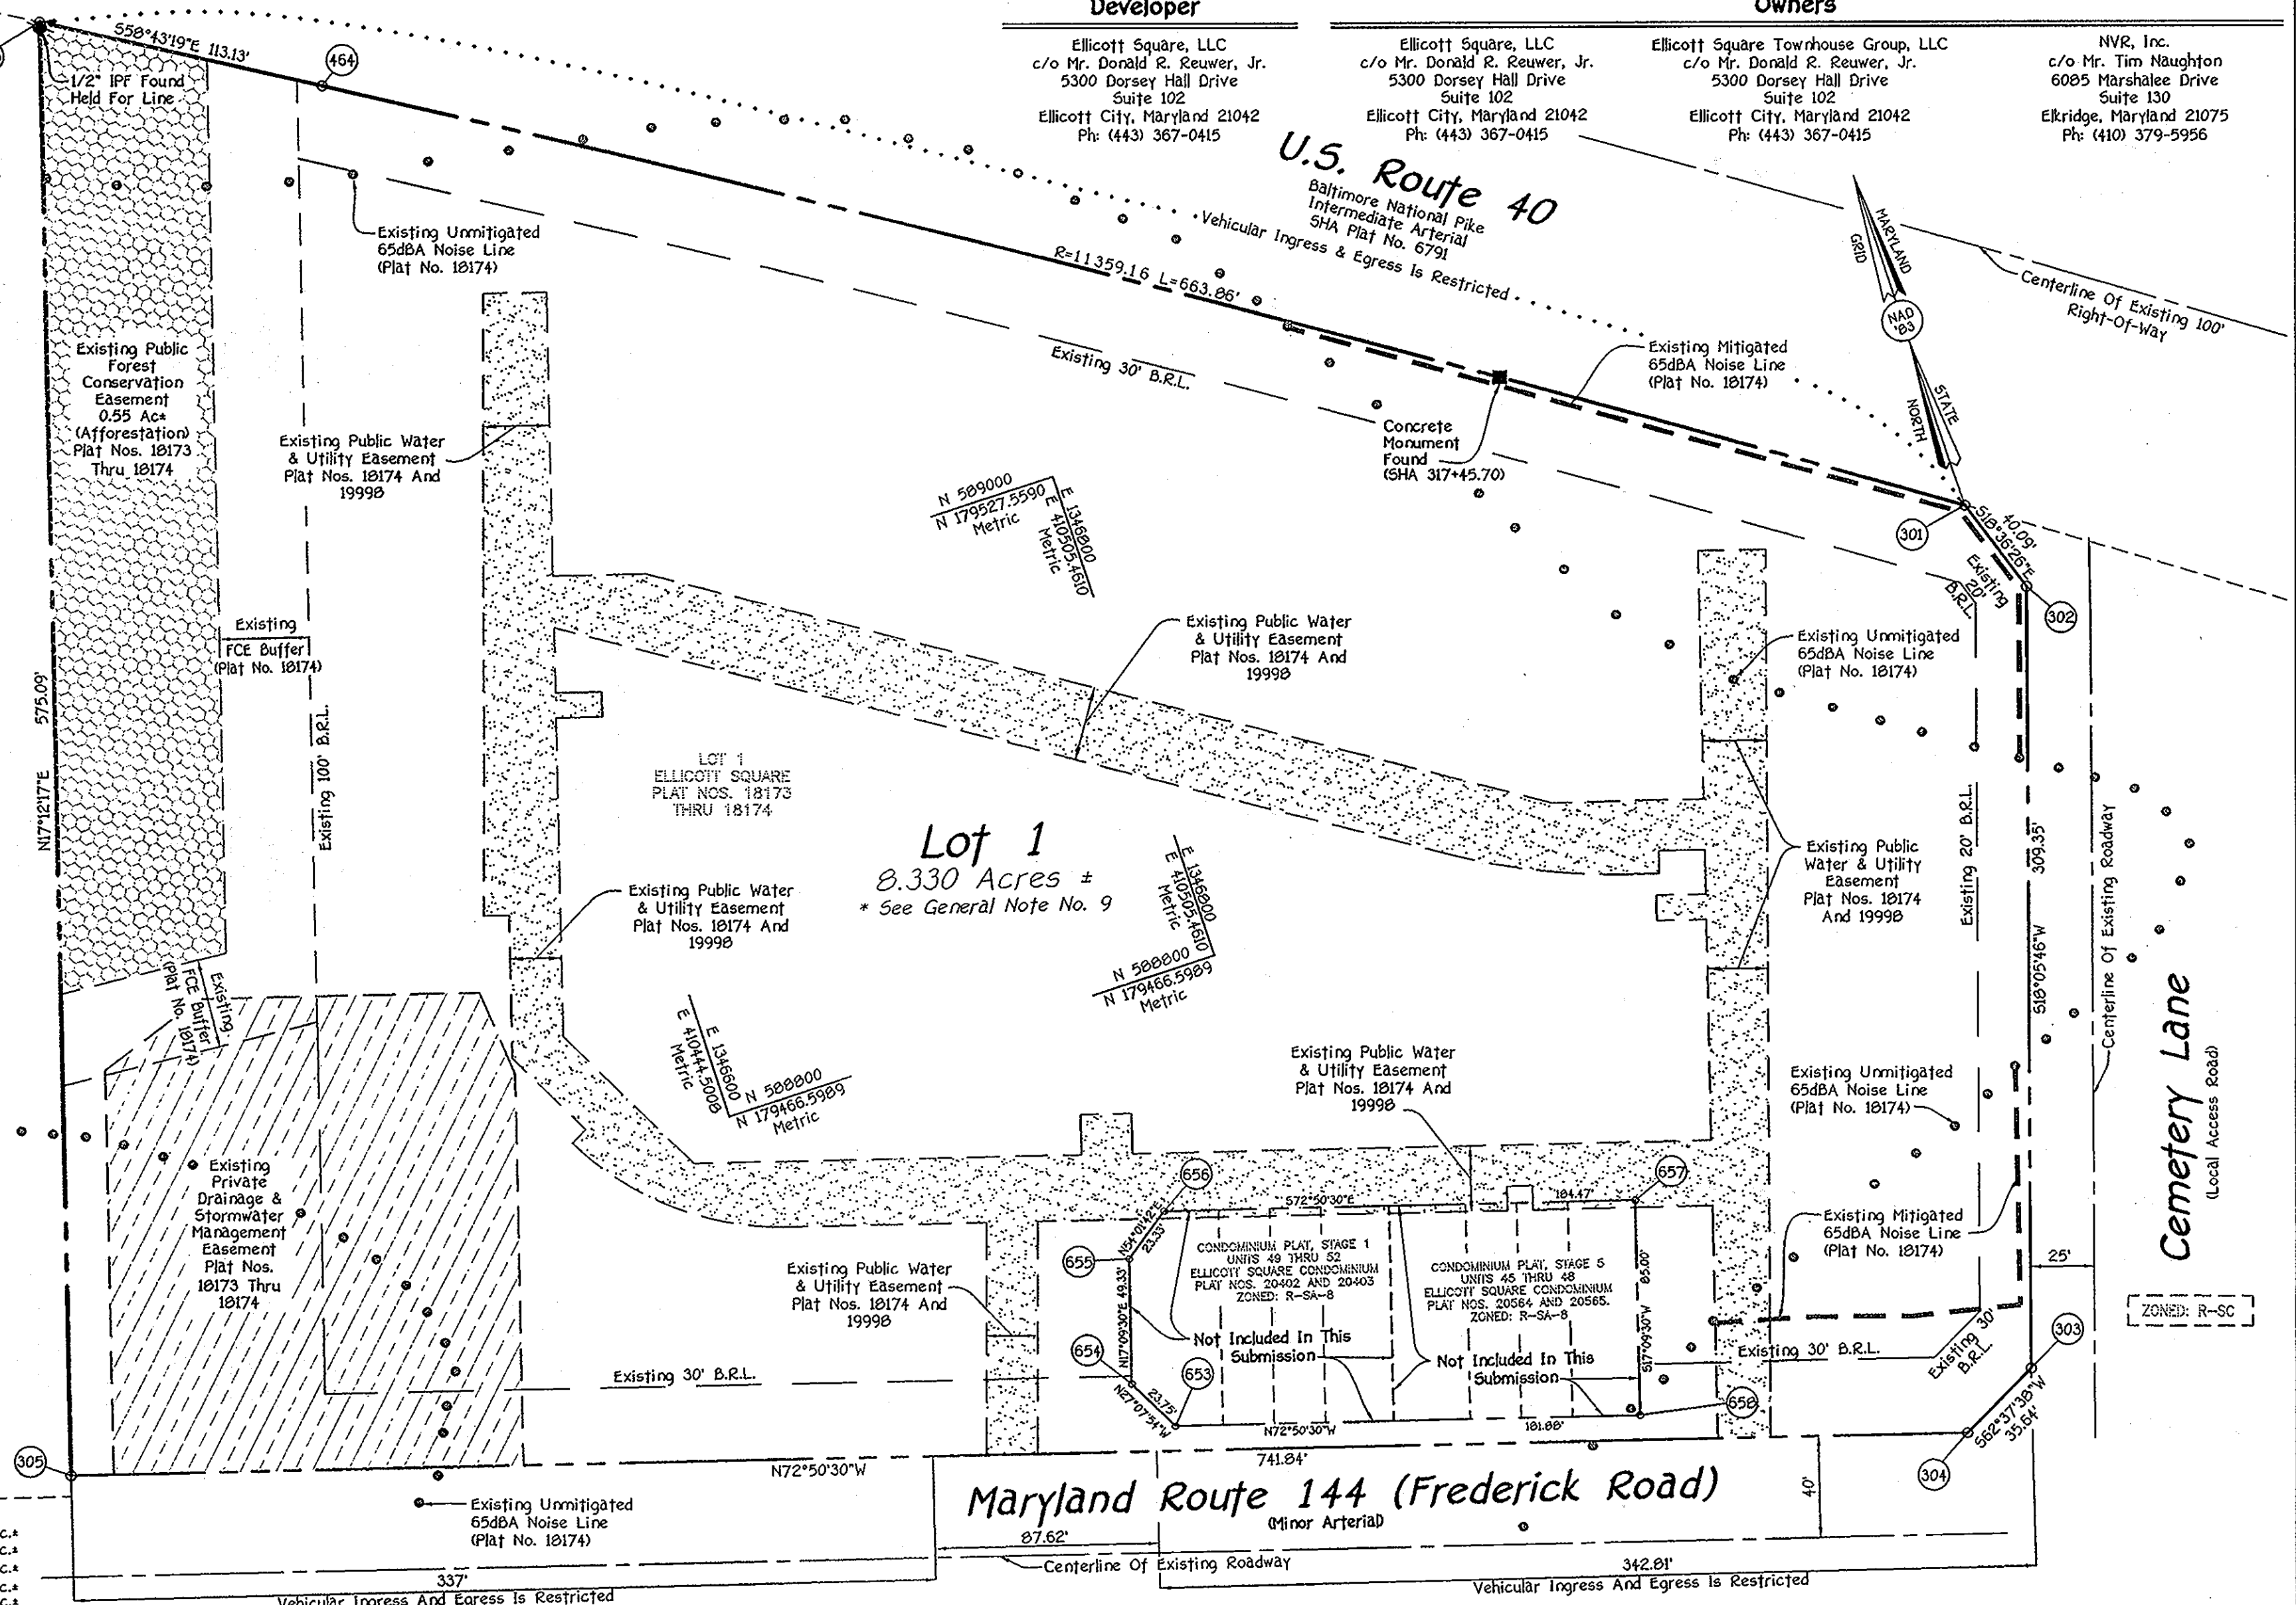 Developer
Owners
Ellicott Square, LLC
c/o Mr. Donald R. Reuwer, Jr.
5300 Dorsey Hall Drive
Suite 102
Ellicott City, Maryland 21042
Ph: (443) 367-0415
Ellicott Square, LLC
c/o Mr. Donald R. Reuwer, Jr.
5300 Dorsey Hall Drive
Suite 102
Ellicott City, Maryland 21042
Ph: (443) 367-0415
Ellicott Square Townhouse Group, LLC
c/o Mr. Donald R. Reuwer, Jr.
5300 Dorsey Hall Drive
Suite 102
Ellicott City, Maryland 21042
Ph: (443) 367-0415
NVR, Inc.
c/o Mr. Tim Naughton
6085 Marshalee Drive
Suite 130
Elkridge, Maryland 21075
Ph: (410) 379-5956
S58°43'19"E 113.13'
464
1/2" IPF Found
Held For Line
Existing Unmitigated
65dBA Noise Line
(Plat No. 18174)
U.S. Route 40
Baltimore National Pike
Intermediate Arterial
SHA Plat No. 6791
Vehicular Ingress & Egress Is Restricted
R=11359.16 L=663.86'
Existing 30' B.R.L.
MARYLAND
GRID
NAD
'83
STATE
NORTH
Centerline Of Existing 100'
Right-Of-Way
Existing Mitigated
65dBA Noise Line
(Plat No. 18174)
Concrete
Monument
Found
(SHA 317+45.70)
Existing Public
Forest
Conservation
Easement
0.55 Ac±
(Afforestation)
Plat Nos. 18173
Thru 18174
Existing Public Water
& Utility Easement
Plat Nos. 18174 And
19998
N 589000
N 179527.5590
Metric
E 1346800
E 410505.4610
Metric
301
40.09'
S18°36'26"E
Existing
20'
B.R.L.
302
Existing
FCE Buffer
(Plat No. 18174)
Existing Public Water
& Utility Easement
Plat Nos. 18174 And
19998
Existing Unmitigated
65dBA Noise Line
(Plat No. 18174)
N17°12'17"E 575.09'
Existing 100' B.R.L.
LOT 1
ELLICOTT SQUARE
PLAT NOS. 18173
THRU 18174
Lot 1
8.330 Acres ±
* See General Note No. 9
E 1346800
E 410505.4610
Metric
N 588800
N 179466.5989
Metric
Existing Public
Water & Utility
Easement
Plat Nos. 18174
And 19998
Existing 20' B.R.L.
S18°05'46"W 309.35'
Centerline Of Existing Roadway
Cemetery Lane
(Local Access Road)
Existing Public Water
& Utility Easement
Plat Nos. 18174 And
19998
Existing
FCE Buffer
(Plat No. 18174)
E 1346600
E 410444.5008
Metric
N 588800
N 179466.5989
Metric
Existing Public Water
& Utility Easement
Plat Nos. 18174 And
19998
Existing Unmitigated
65dBA Noise Line
(Plat No. 18174)
Existing
Private
Drainage &
Stormwater
Management
Easement
Plat Nos.
18173 Thru
18174
656
657
S72°50'30"E
184.47'
N54°01'42"E
23.33'
655
N17°09'30"E 49.33'
CONDOMINIUM PLAT, STAGE 1
UNITS 49 THRU 52
ELLICOTT SQUARE CONDOMINIUM
PLAT NOS. 20402 AND 20403
ZONED: R-SA-8
CONDOMINIUM PLAT, STAGE 5
UNITS 45 THRU 48
ELLICOTT SQUARE CONDOMINIUM
PLAT NOS. 20564 AND 20565.
ZONED: R-SA-8
S17°09'30"W 85.00'
Existing Mitigated
65dBA Noise Line
(Plat No. 18174)
25'
ZONED: R-SC
Existing Public Water
& Utility Easement
Plat Nos. 18174 And
19998
Not Included In This
Submission
Not Included In This
Submission
654
653
23.75'
N27°07'54"W
Existing 30' B.R.L.
Existing 30' B.R.L.
Existing 30'
B.R.L.
303
658
N72°50'30"W
181.88'
S62°37'38"W
35.64'
304
305
N72°50'30"W
741.84'
Maryland Route 144 (Frederick Road)
(Minor Arterial)
40'
Existing Unmitigated
65dBA Noise Line
(Plat No. 18174)
87.62'
Centerline Of Existing Roadway
337'
342.81'
Vehicular Ingress And Egress Is Restricted
Vehicular Ingress And Egress Is Restricted
c.±
c.±
c.±
c.±
c.±